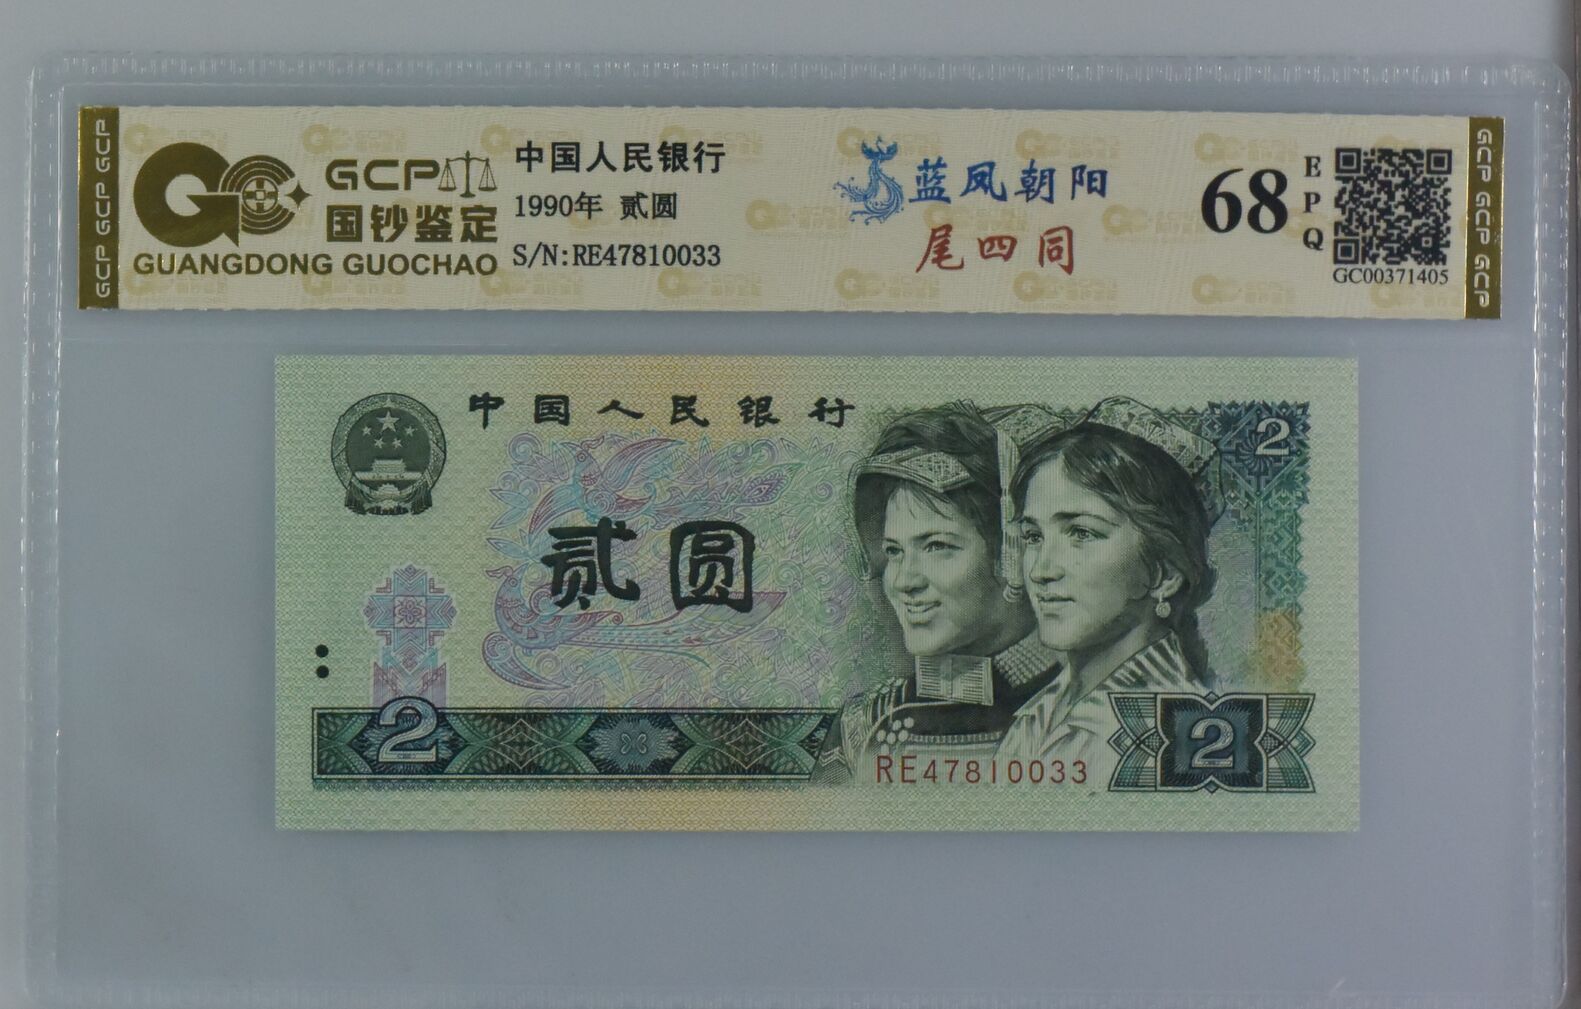 GCP GCP GCP
GCP
国钞鉴定
GUANGDONG GUOCHAO
中国人民银行
1990年 贰圆
S/N:RE47810033
蓝凤朝阳
尾四同
68
EPQ
GC00371405
GCP GCP GCP
中国人民银行
2
贰圆
2
RE47810033
2